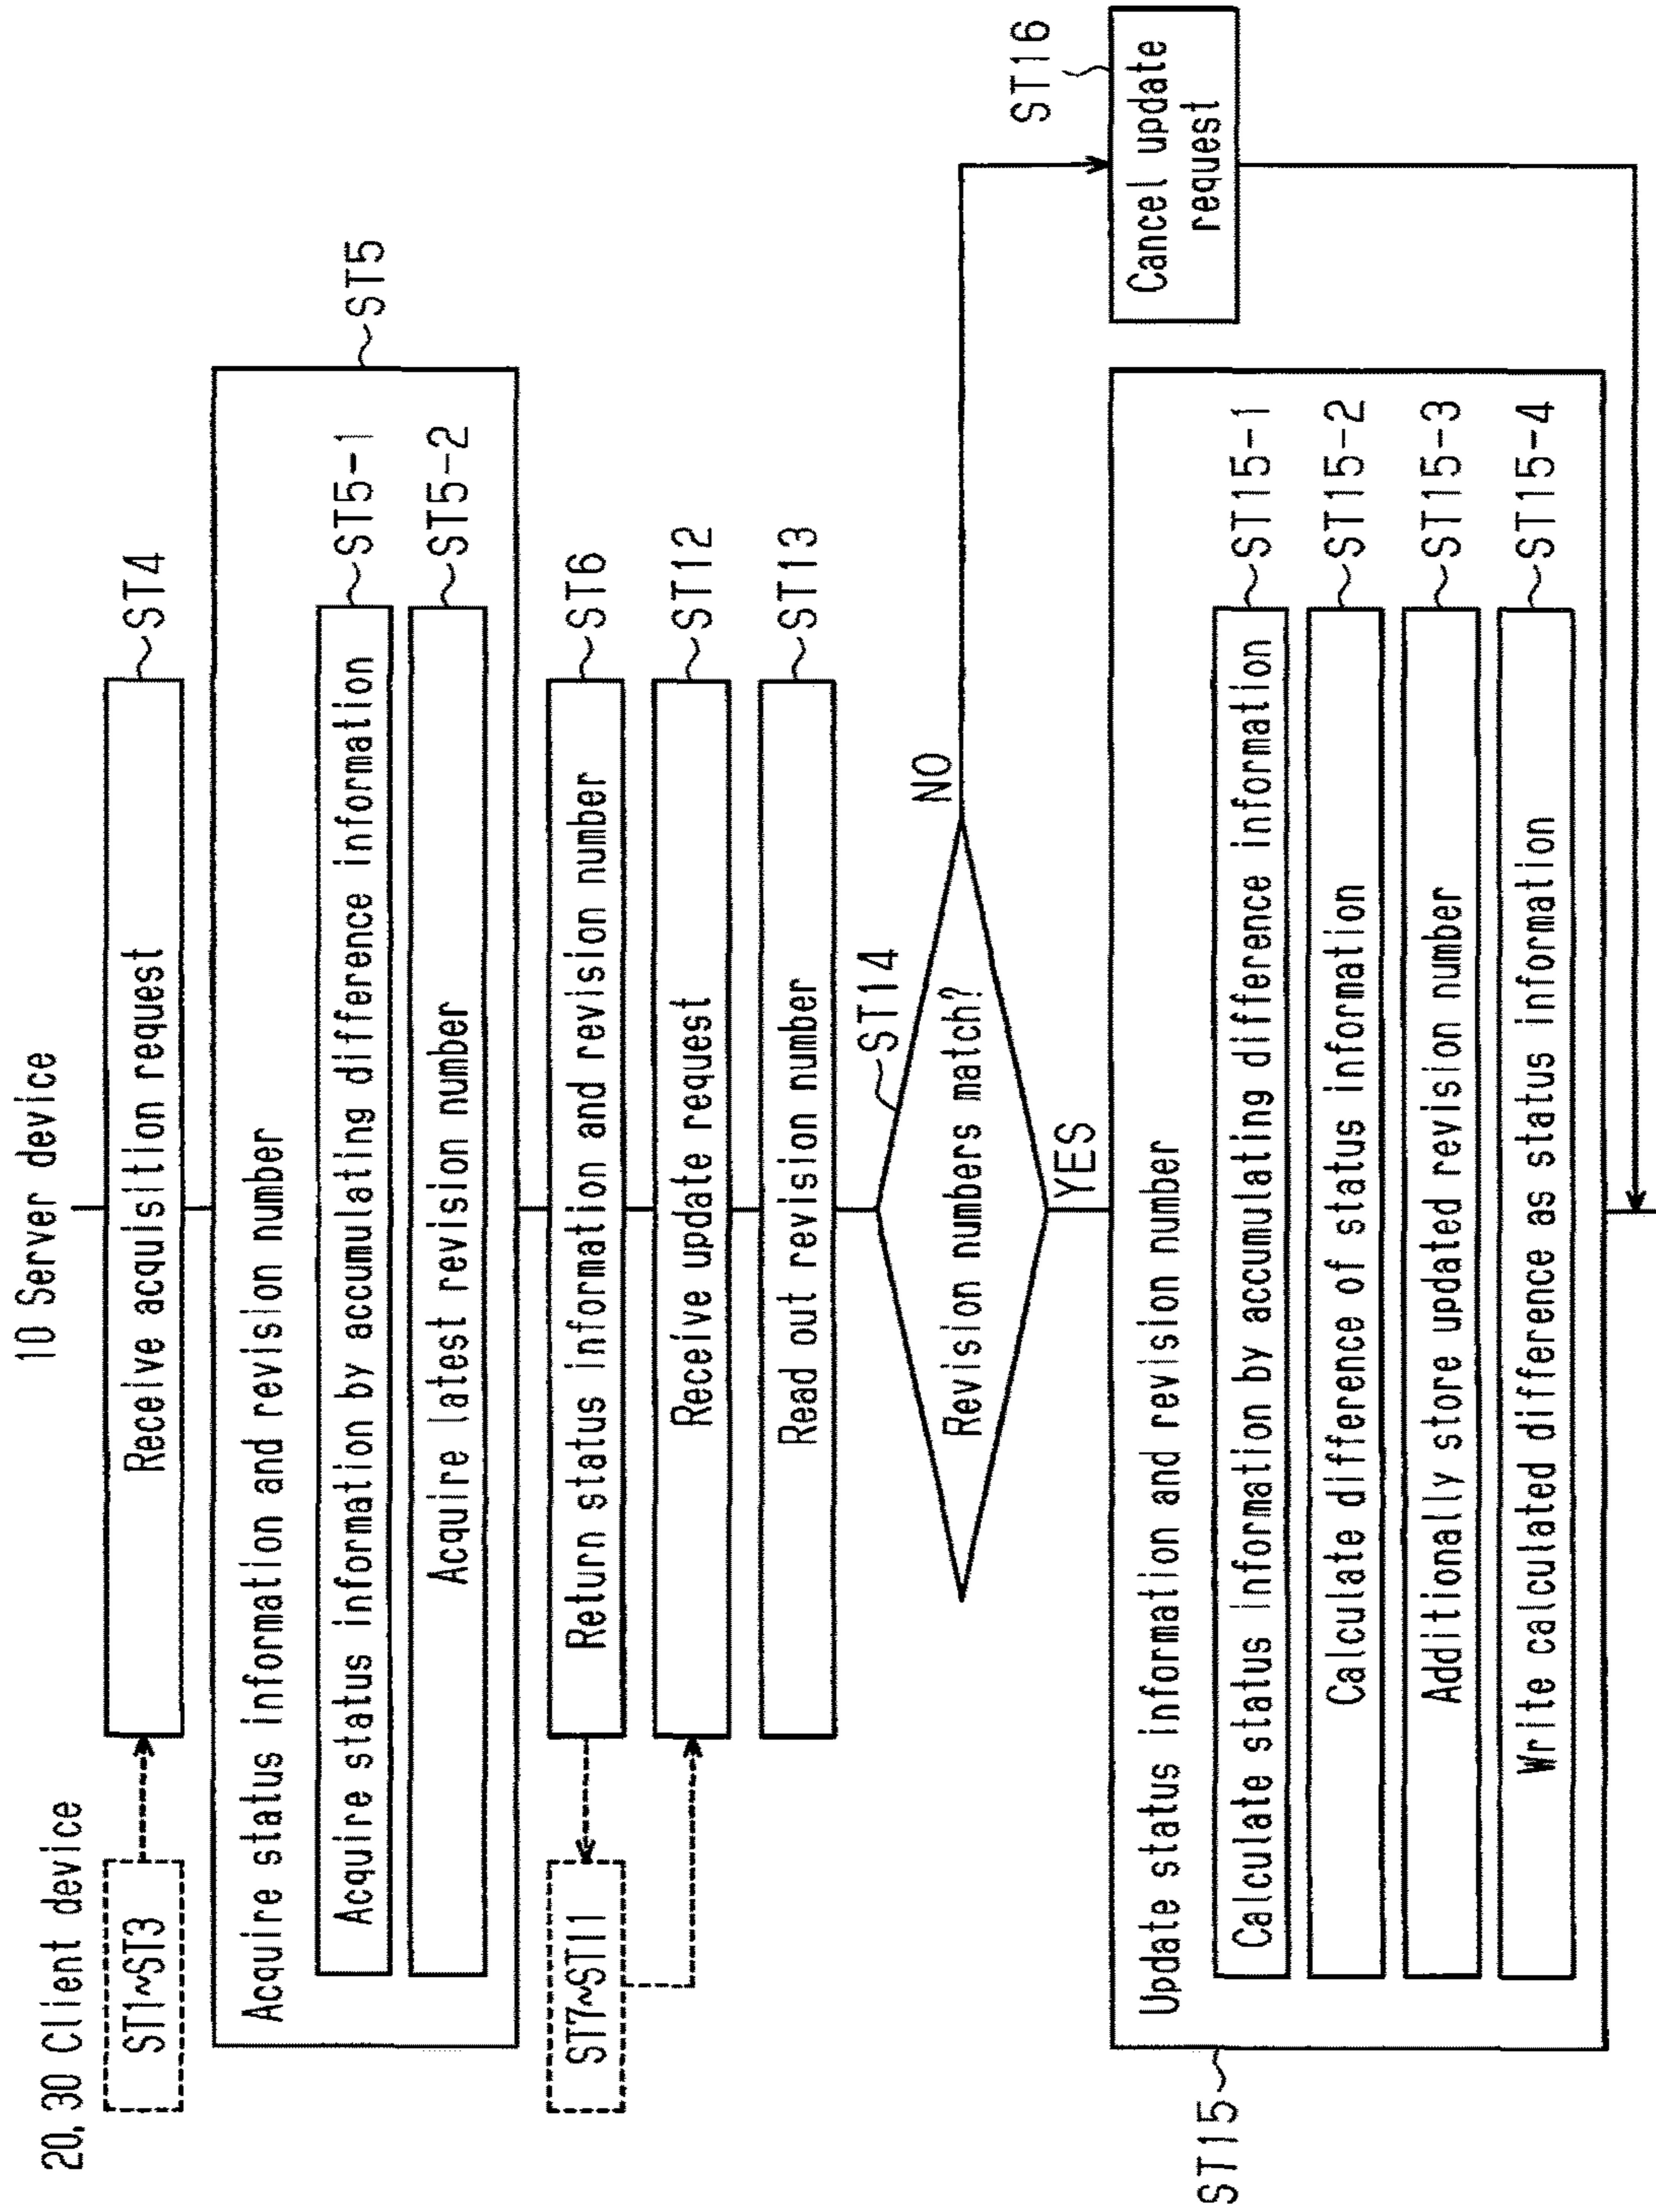 10 Server device
20, 30 Client device
ST1~ST3
Receive acquisition request
ST4
Acquire status information and revision number
ST5
Acquire status information by accumulating difference information
ST5-1
Acquire latest revision number
ST5-2
Return status information and revision number
ST6
ST7~ST11
Receive update request
ST12
Read out revision number
ST13
ST14
Revision numbers match?
NO
YES
ST16
Cancel update
request
Update status information and revision number
Calculate status information by accumulating difference information
ST15-1
Calculate difference of status information
ST15-2
Additionally store updated revision number
ST15-3
Write calculated difference as status information
ST15-4
ST15